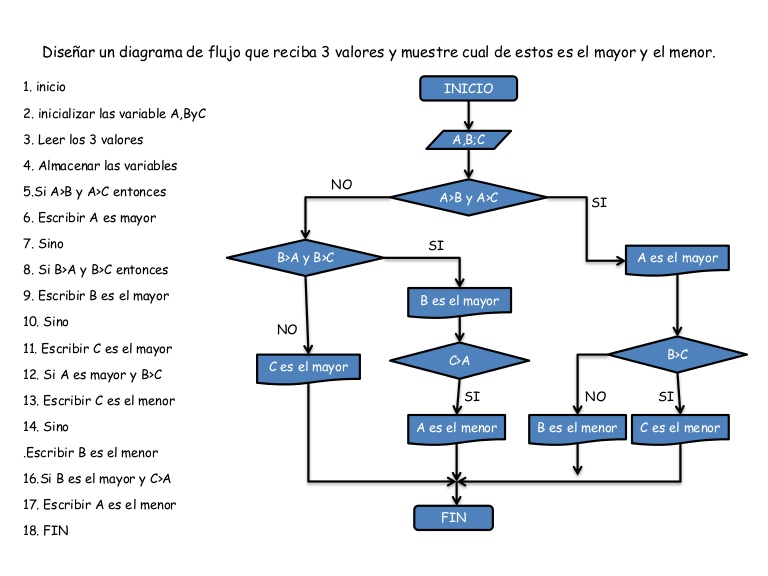 Diseñar un diagrama de flujo que reciba 3 valores y muestre cual de estos es el mayor y el menor.
1. inicio
2. inicializar las variable A,ByC
3. Leer los 3 valores
4. Almacenar las variables
5.Si A>B y A>C entonces
6. Escribir A es mayor
7. Sino
8. Si B>A y B>C entonces
9. Escribir B es el mayor
10. Sino
11. Escribir C es el mayor
12. Si A es mayor y B>C
13. Escribir C es el menor
14. Sino
.Escribir B es el menor
16.Si B es el mayor y C>A
17. Escribir A es el menor
18. FIN
INICIO
A,B;C
A>B y A>C
NO
SI
B>A y B>C
SI
A es el mayor
B es el mayor
NO
C es el mayor
C>A
B>C
SI
NO
SI
A es el menor
B es el menor
C es el menor
FIN